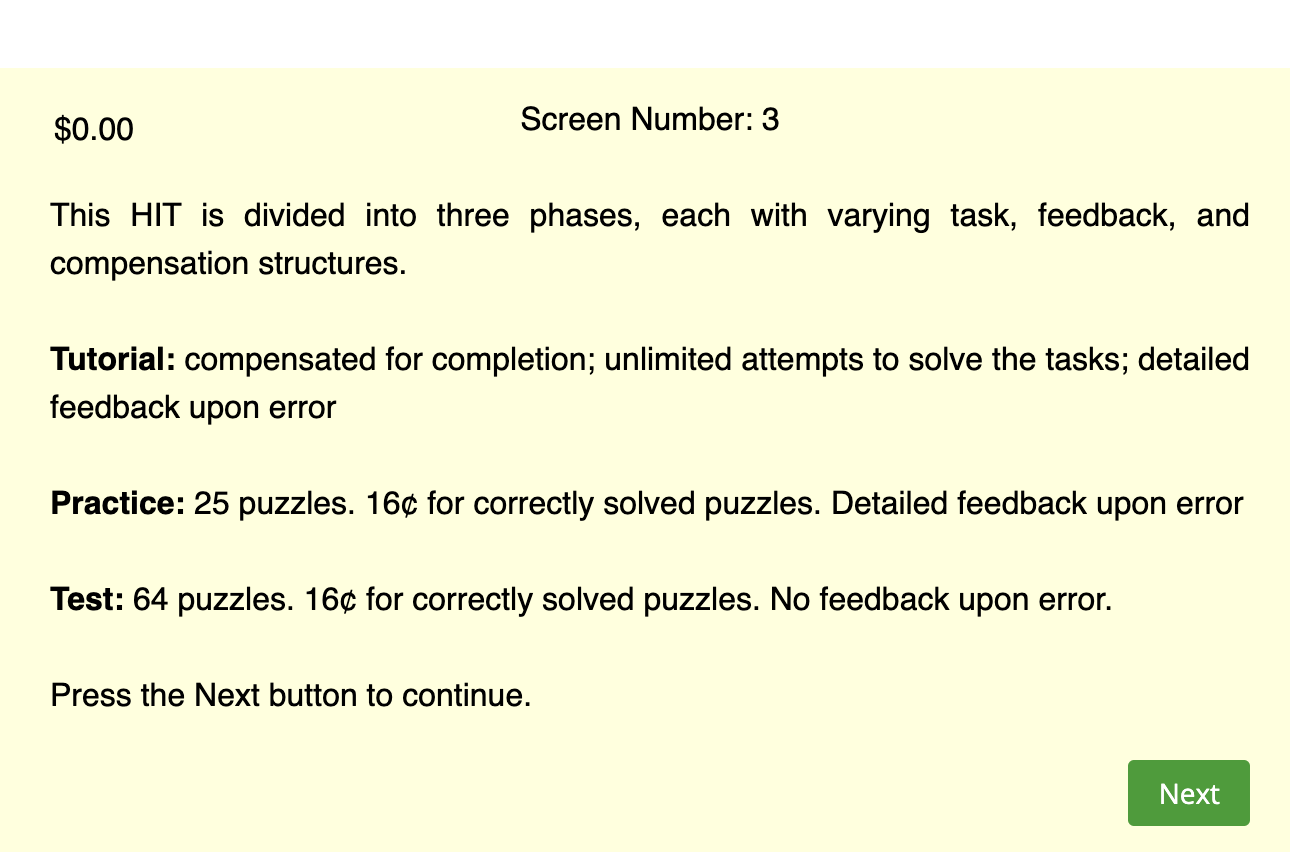 $0.00
Screen Number: 3
This HIT is divided into three phases, each with varying task, feedback, and
compensation structures.
Tutorial: compensated for completion; unlimited attempts to solve the tasks; detailed
feedback upon error
Practice: 25 puzzles. 16¢ for correctly solved puzzles. Detailed feedback upon error
Test: 64 puzzles. 16¢ for correctly solved puzzles. No feedback upon error.
Press the Next button to continue.
Next